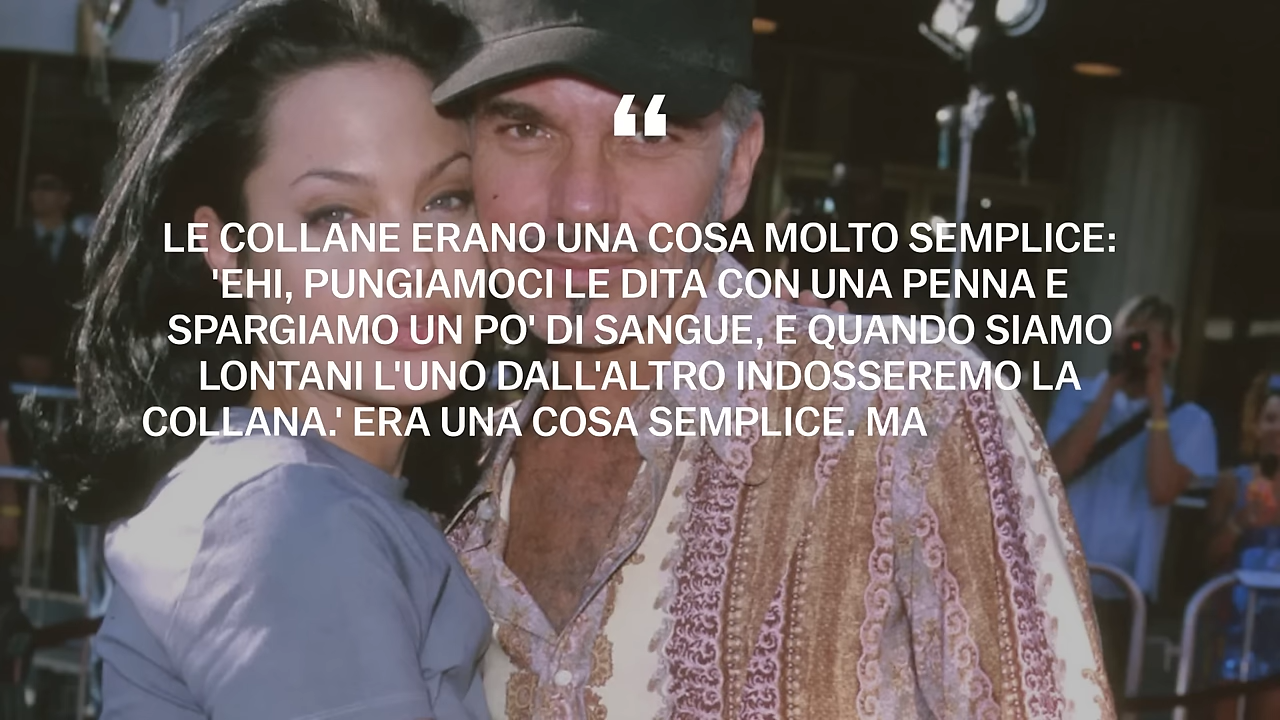 “
LE COLLANE ERANO UNA COSA MOLTO SEMPLICE:
'EHI, PUNGIAMOCI LE DITA CON UNA PENNA E
SPARGIAMO UN PO' DI SANGUE, E QUANDO SIAMO
LONTANI L'UNO DALL'ALTRO INDOSSEREMO LA
COLLANA.' ERA UNA COSA SEMPLICE. MA